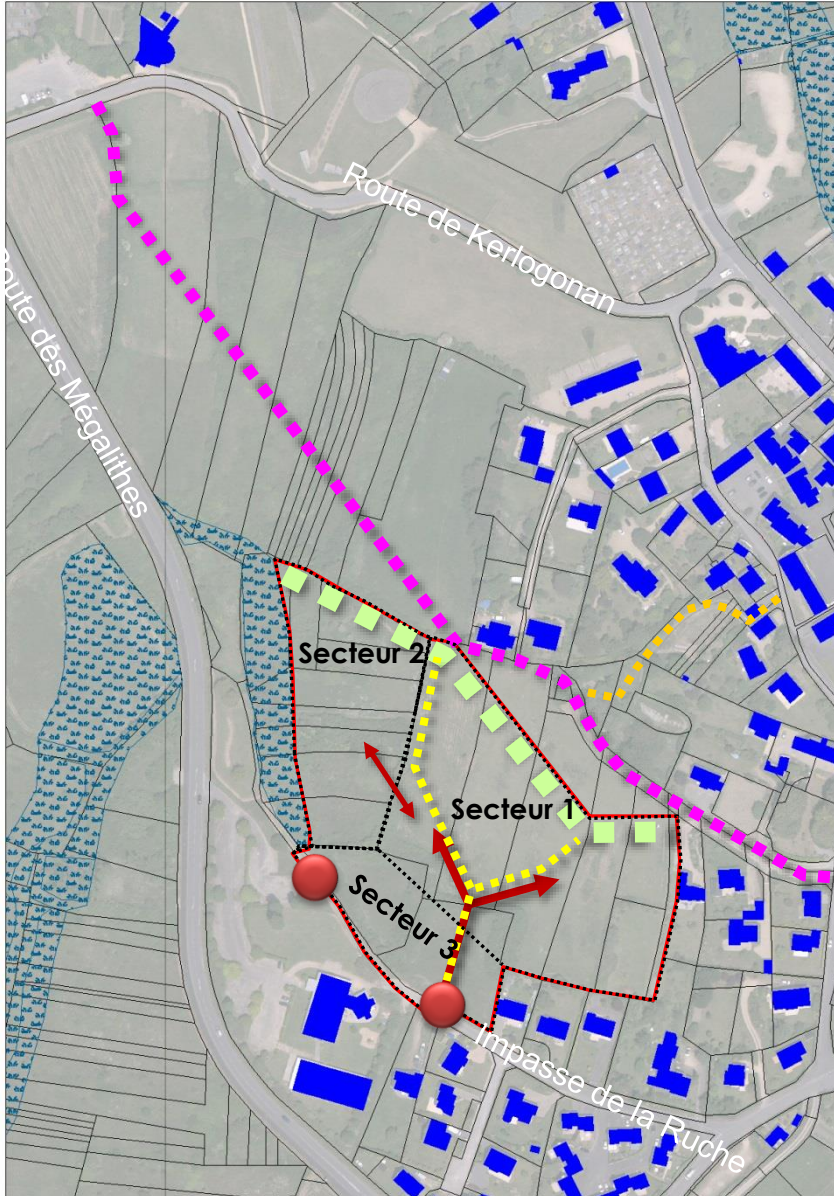 Route de Kerlogonan
Route des Mégalithes
Secteur 2
Secteur 1
Secteur 3
Impasse de la Ruche